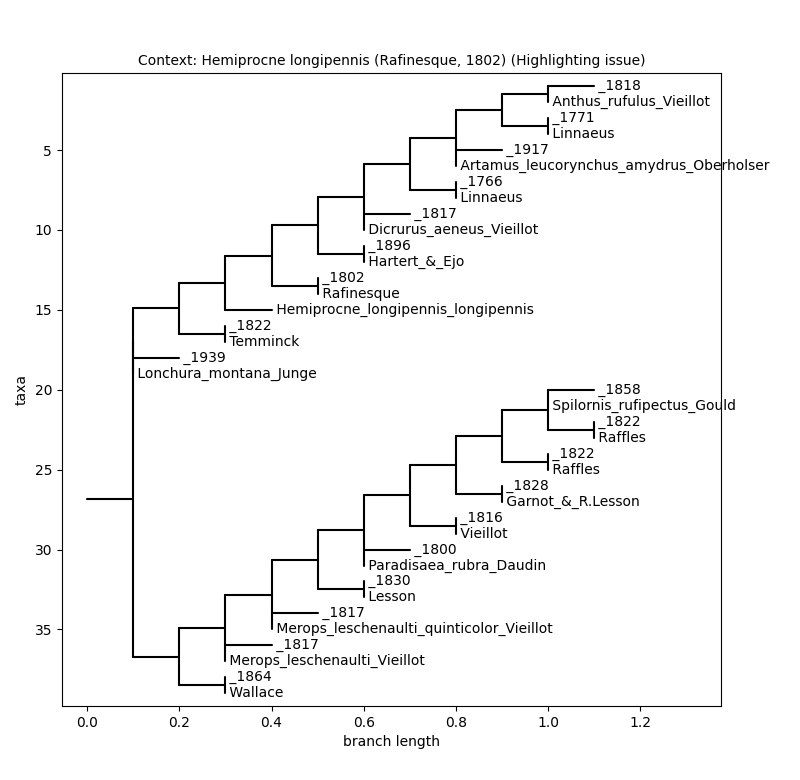 Context: Hemiprocne longipennis (Rafinesque, 1802) (Highlighting issue)
_1818
Anthus_rufulus_Vieillot
_1771
Linnaeus
_1917
Artamus_leucorynchus_amydrus_Oberholser
_1766
Linnaeus
_1817
Dicrurus_aeneus_Vieillot
_1896
Hartert_&_Ejo
_1802
Rafinesque
Hemiprocne_longipennis_longipennis
_1822
Temminck
_1939
Lonchura_montana_Junge
_1858
Spilornis_rufipectus_Gould
_1822
Raffles
_1822
Raffles
_1828
Garnot_&_R.Lesson
_1816
Vieillot
_1800
Paradisaea_rubra_Daudin
_1830
Lesson
_1817
Merops_leschenaulti_quinticolor_Vieillot
_1817
Merops_leschenaulti_Vieillot
_1864
Wallace
5
10
15
20
25
30
35
taxa
0.0 0.2 0.4 0.6 0.8 1.0 1.2
branch length